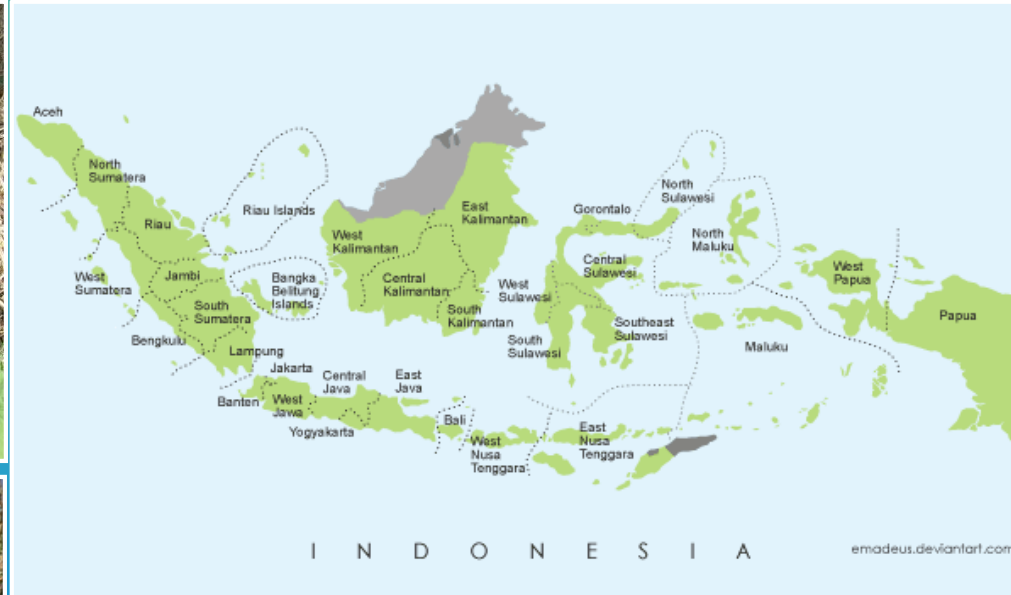 Aceh
North
Sumatera
Riau
Riau Islands
West
Sumatera
Jambi
Bangka
Belitung
Islands
South
Sumatera
Bengkulu
Lampung
Jakarta
Banten
West
Jawa
Central
Java
Yogyakarta
East
Java
Bali
West
Nusa
Tenggara
East
Nusa
Tenggara
West
Kalimantan
Central
Kalimantan
East
Kalimantan
South
Kalimantan
Gorontalo
North
Sulawesi
Central
Sulawesi
West
Sulawesi
South
Sulawesi
Southeast
Sulawesi
North
Maluku
Maluku
West
Papua
Papua
INDONESIA
emadeus.deviantart.com